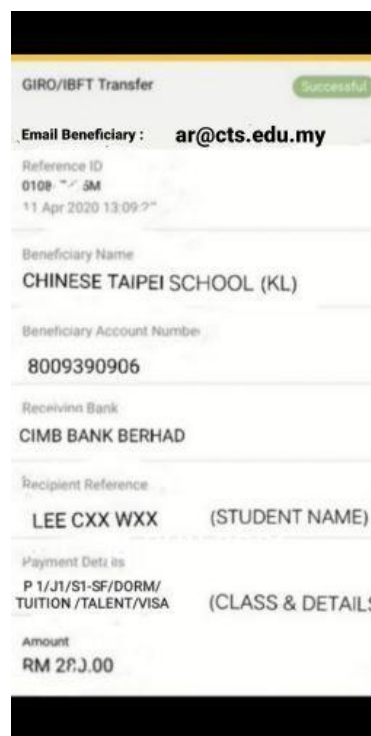 GIRO/IBFT Transfer
Successful
Email Beneficiary : ar@cts.edu.my
Reference ID
11 Apr 2020
Beneficiary Name
CHINESE TAIPEI SCHOOL (KL)
Beneficiary Account Number
8009390906
Receiving Bank
CIMB BANK BERHAD
Recipient Reference
LEE CXX WXX (STUDENT NAME)
Payment Details
P 1/J1/S1-SF/DORM/
TUITION /TALENT/VISA (CLASS & DETAILS
Amount
RM